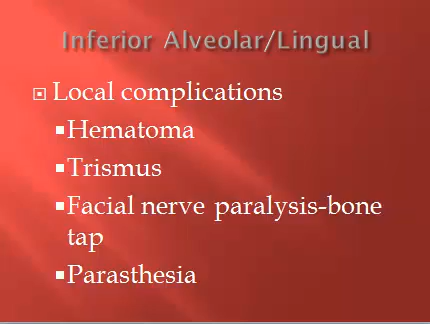 Inferior Alveolar/Lingual
Local complications
Hematoma
Trismus
Facial nerve paralysis-bone
tap
Parasthesia